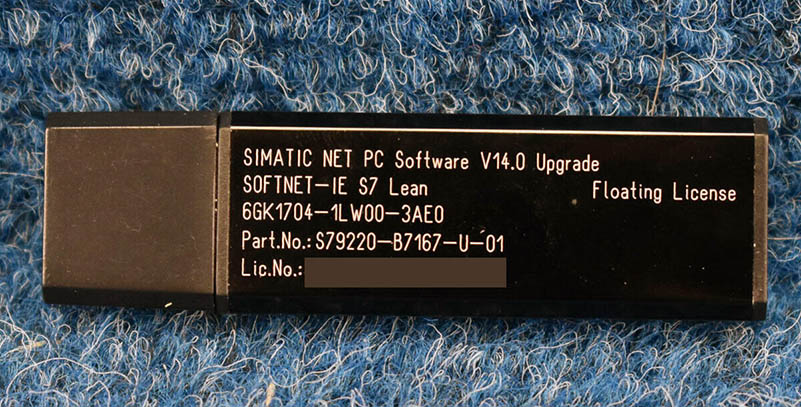 SIMATIC NET PC Software V14.0 Upgrade
SOFTNET-IE S7 Lean Floating License
6GK1704-1LW00-3AE0
Part.No.: S79220-B7167-U-01
Lic.No.: